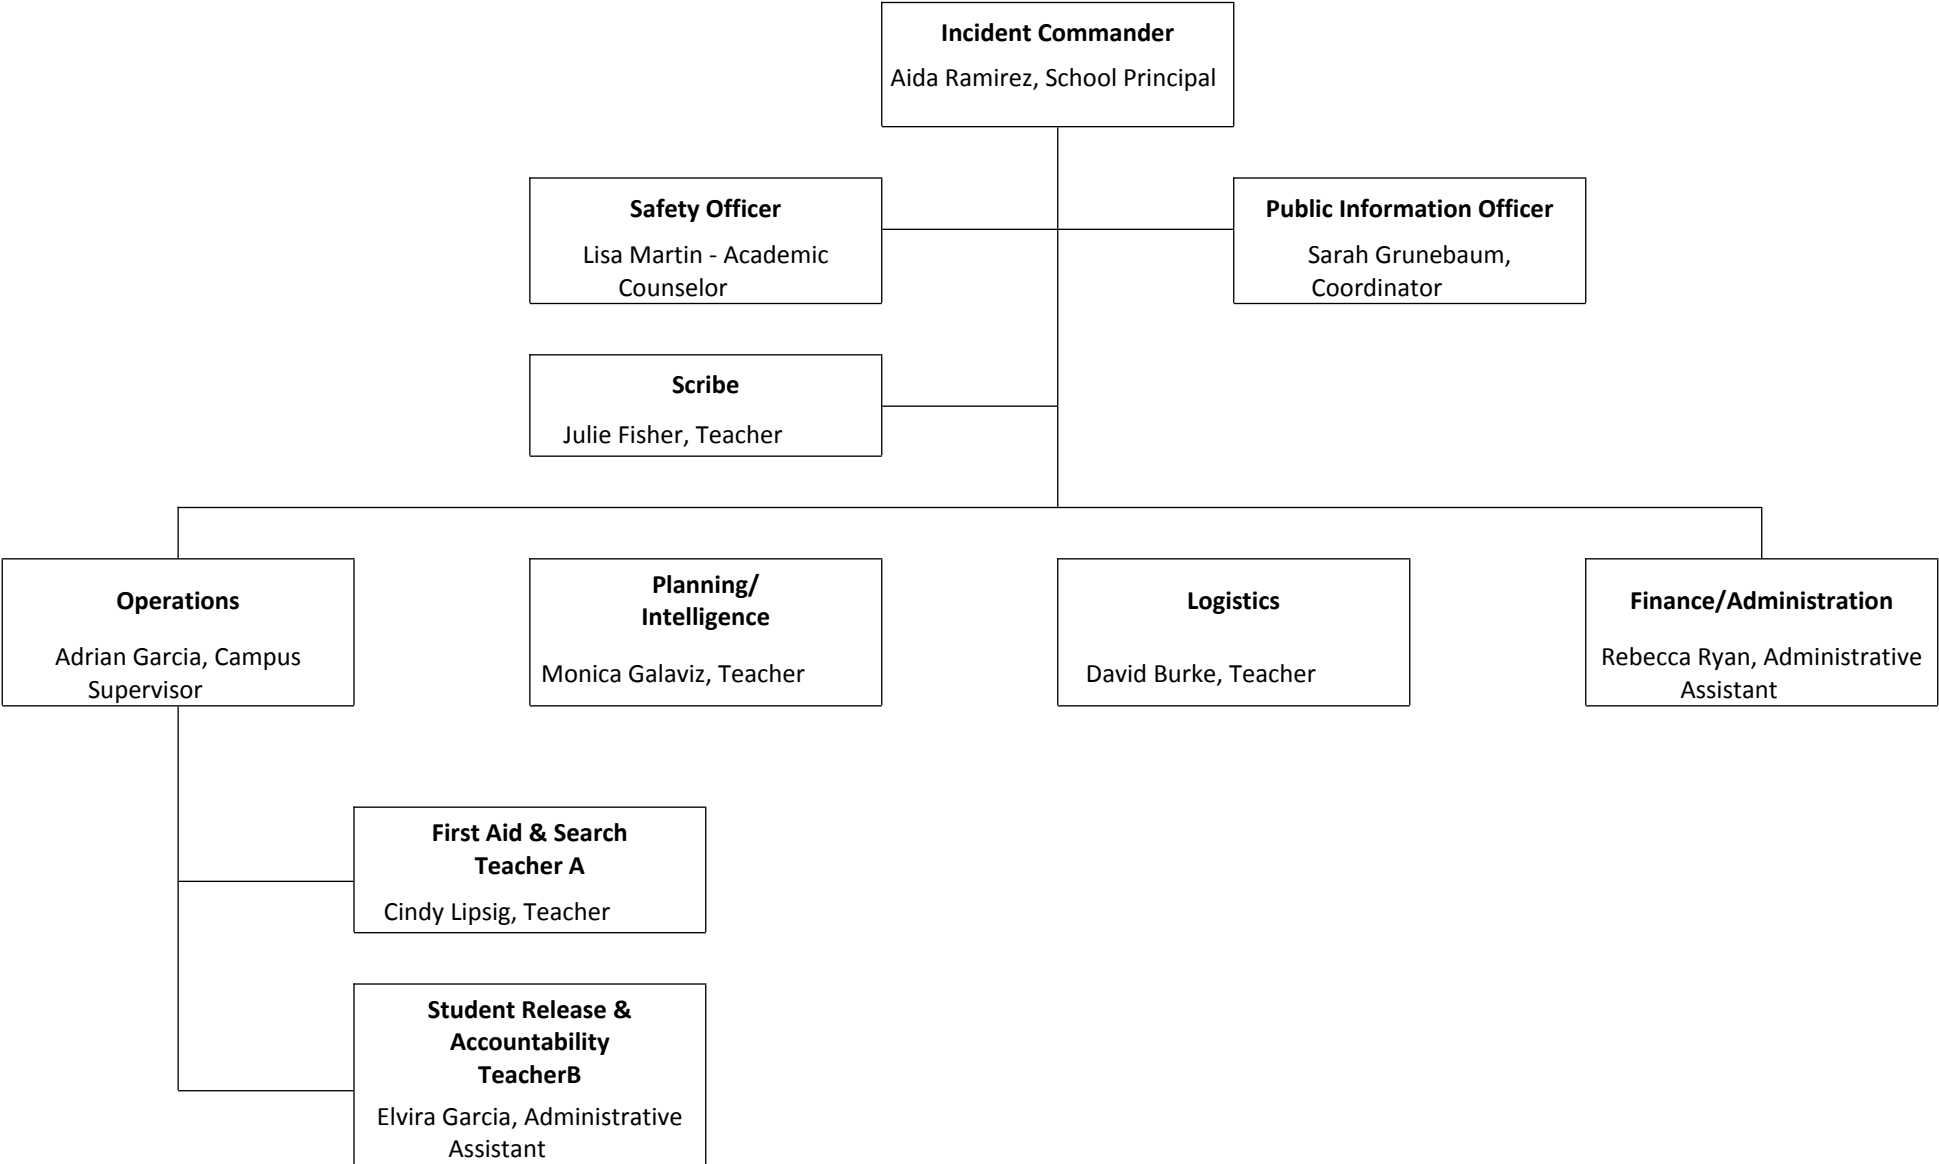 Incident Commander
Aida Ramirez, School Principal
Safety Officer
Lisa Martin - Academic
Counselor
Public Information Officer
Sarah Grunebaum,
Coordinator
Scribe
Julie Fisher, Teacher
Operations
Adrian Garcia, Campus
Supervisor
Planning/
Intelligence
Monica Galaviz, Teacher
Logistics
David Burke, Teacher
Finance/Administration
Rebecca Ryan, Administrative
Assistant
First Aid & Search
Teacher A
Cindy Lipsig, Teacher
Student Release &
Accountability
TeacherB
Elvira Garcia, Administrative
Assistant